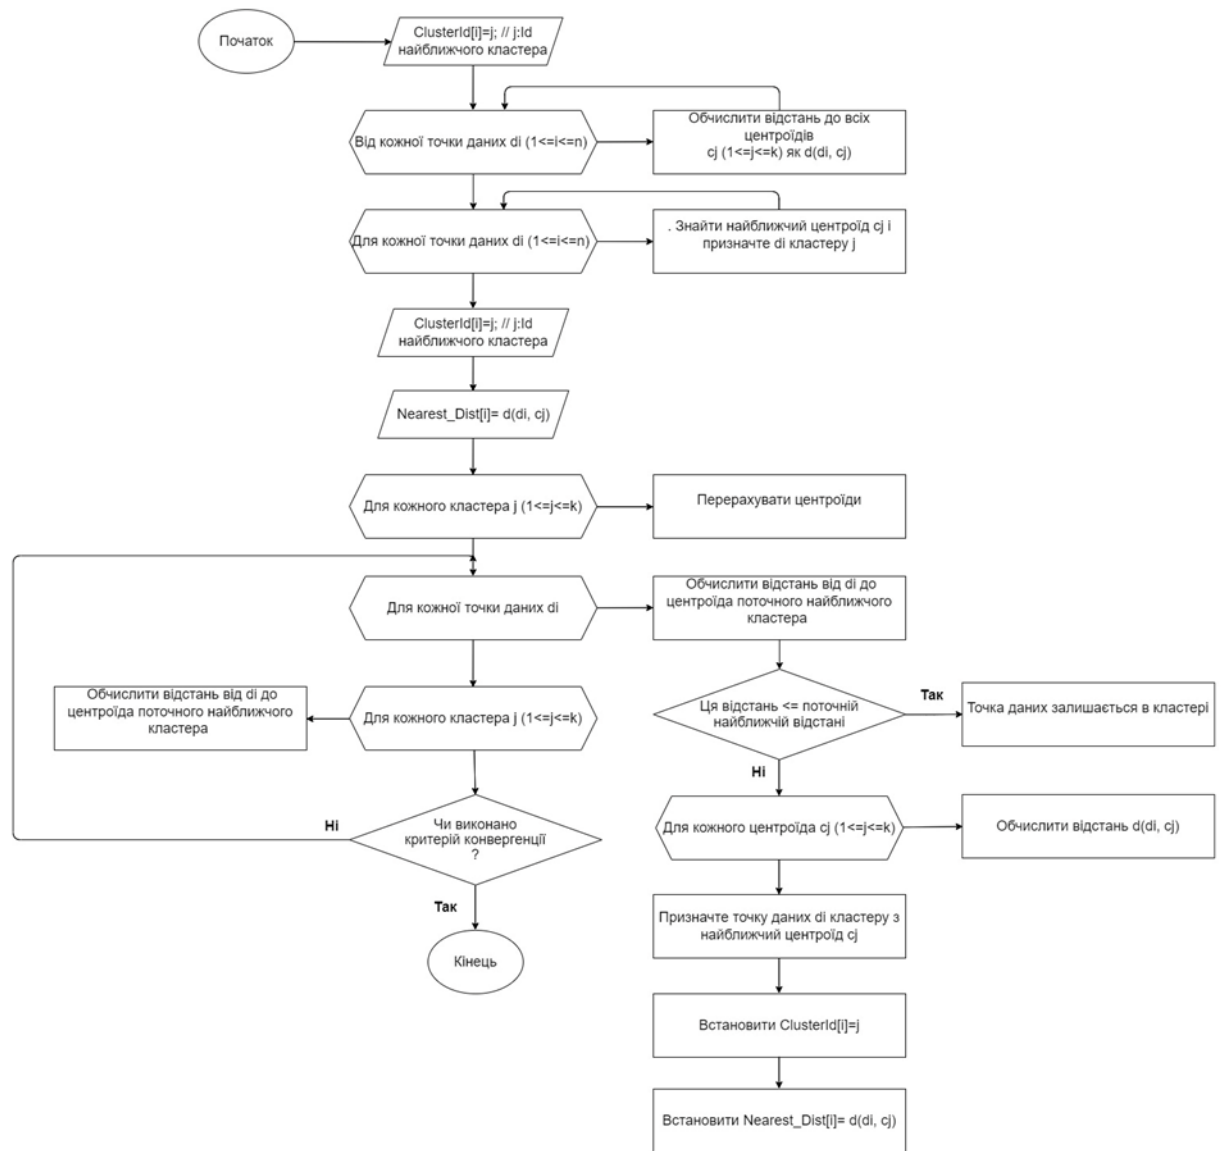 Початок
ClusterId[i]=j; // j:Id
найближчого кластера
Від кожної точки даних di (1<=i<=n)
Обчислити відстань до всіх
центроїдів
cj (1<=j<=k) як d(di, cj)
Для кожної точки даних di (1<=i<=n)
. Знайти найближчий центроїд cj і
призначте di кластеру j
ClusterId[i]=j; // j:Id
найближчого кластера
Nearest_Dist[i]= d(di, cj)
Для кожного кластера j (1<=j<=k)
Перерахувати центроїди
Для кожної точки даних di
Обчислити відстань від di до
центроїда поточного найближчого
кластера
Обчислити відстань від di до
центроїда поточного найближчого
кластера
Для кожного кластера j (1<=j<=k)
Ця відстань <= поточній
найближчій відстані
Так
Точка даних залишається в кластері
Ні
Ні
Чи виконано
критерій конвергенції
?
Для кожного центроїда cj (1<=j<=k)
Обчислити відстань d(di, cj)
Так
Кінець
Призначте точку даних di кластеру з
найближчий центроїд cj
Встановити ClusterId[i]=j
Встановити Nearest_Dist[i]= d(di, cj)